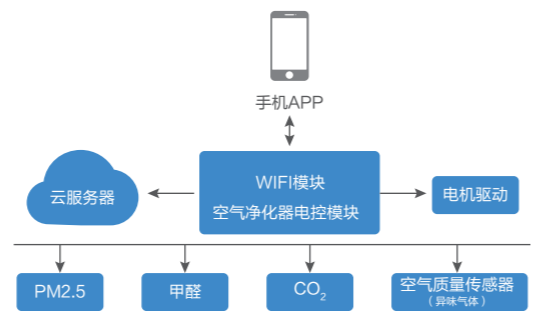 手机APP
WIFI模块
空气净化器电控模块
云服务器
电机驱动
PM2.5
甲醛
CO₂
空气质量传感器
（异味气体）